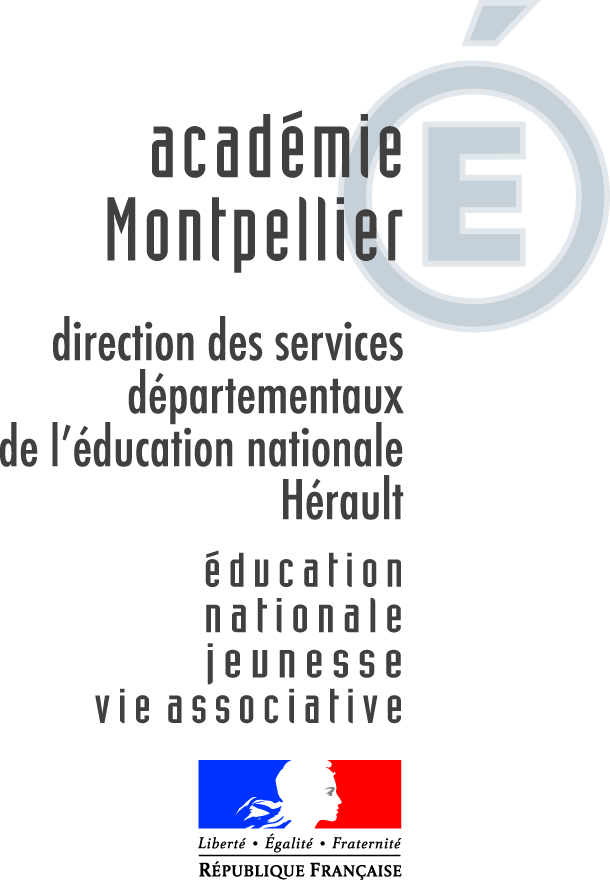 É
académie
Montpellier
direction des services
départementaux
de l’éducation nationale
Hérault
éducation
nationale
jeunesse
vie associative
Liberté • Égalité • Fraternité
RÉPUBLIQUE FRANÇAISE